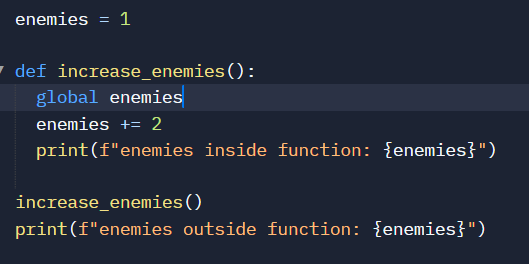 enemies = 1
def increase_enemies():
  global enemies
  enemies += 2
  print(f"enemies inside function: {enemies}")
increase_enemies()
print(f"enemies outside function: {enemies}")